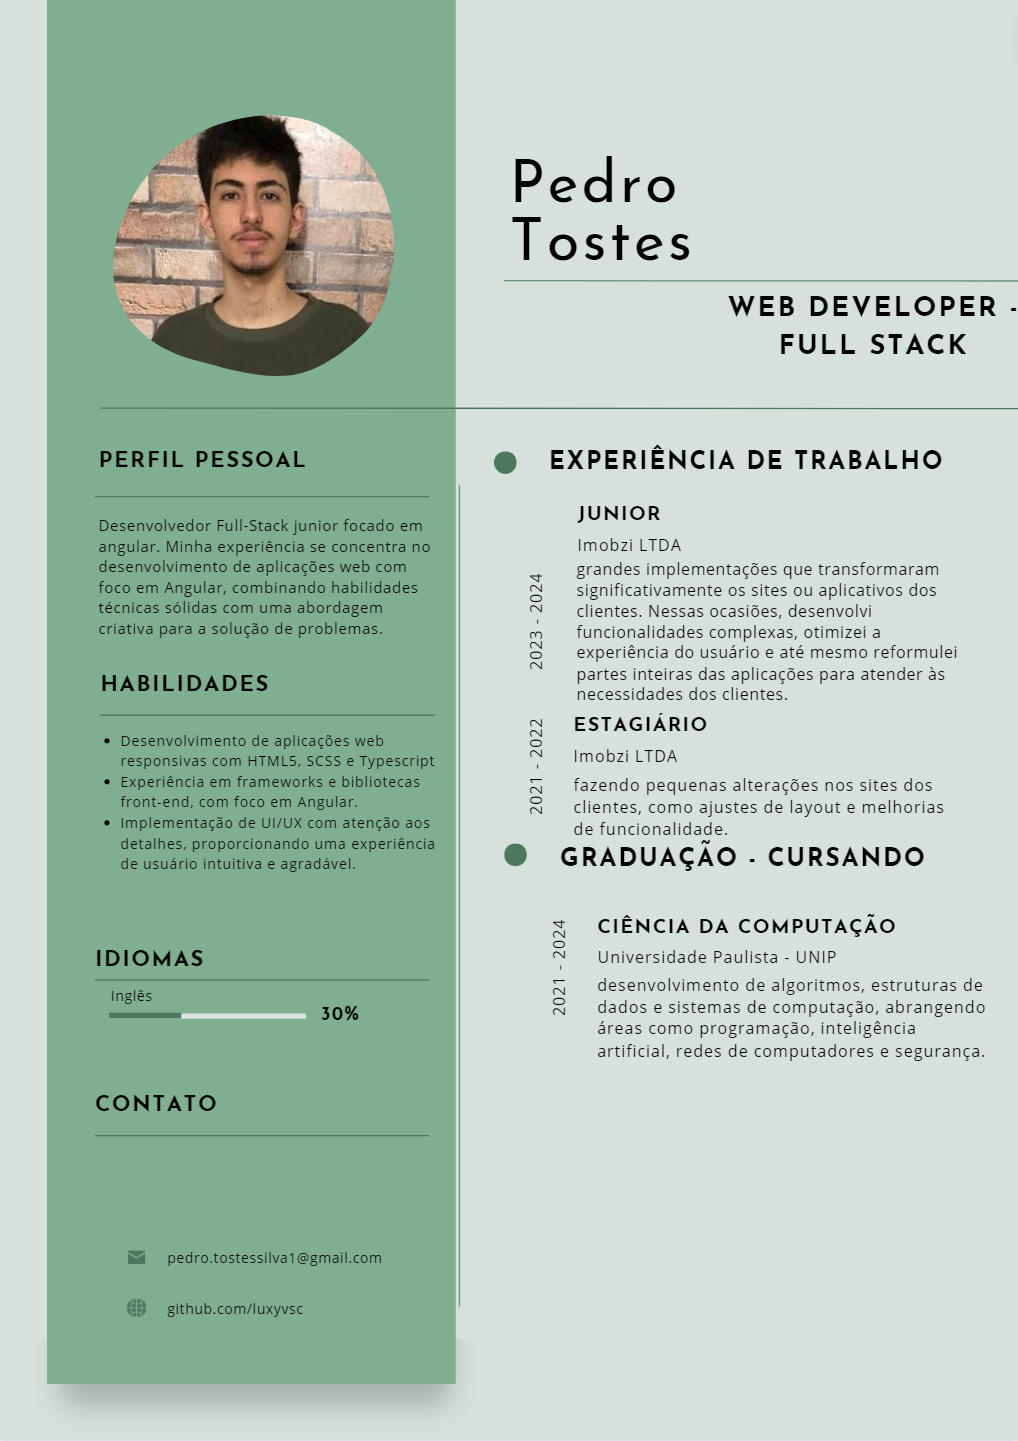 Pedro
Tostes
WEB DEVELOPER -
FULL STACK
PERFIL PESSOAL
Desenvolvedor Full-Stack junior focado em
angular. Minha experiência se concentra no
desenvolvimento de aplicações web com
foco em Angular, combinando habilidades
técnicas sólidas com uma abordagem
criativa para a solução de problemas.
HABILIDADES
• Desenvolvimento de aplicações web
responsivas com HTML5, SCSS e Typescript
• Experiência em frameworks e bibliotecas
front-end, com foco em Angular.
• Implementação de UI/UX com atenção aos
detalhes, proporcionando uma experiência
de usuário intuitiva e agradável.
IDIOMAS
Inglês
30%
CONTATO
pedro.tostessilva1@gmail.com
github.com/luxyvsc
EXPERIÊNCIA DE TRABALHO
JUNIOR
Imobzi LTDA
2023 - 2024
grandes implementações que transformaram
significativamente os sites ou aplicativos dos
clientes. Nessas ocasiões, desenvolvi
funcionalidades complexas, otimizei a
experiência do usuário e até mesmo reformulei
partes inteiras das aplicações para atender às
necessidades dos clientes.
2021 - 2022
ESTAGIÁRIO
Imobzi LTDA
fazendo pequenas alterações nos sites dos
clientes, como ajustes de layout e melhorias
de funcionalidade.
GRADUAÇÃO - CURSANDO
2021 - 2024
CIÊNCIA DA COMPUTAÇÃO
Universidade Paulista - UNIP
desenvolvimento de algoritmos, estruturas de
dados e sistemas de computação, abrangendo
áreas como programação, inteligência
artificial, redes de computadores e segurança.